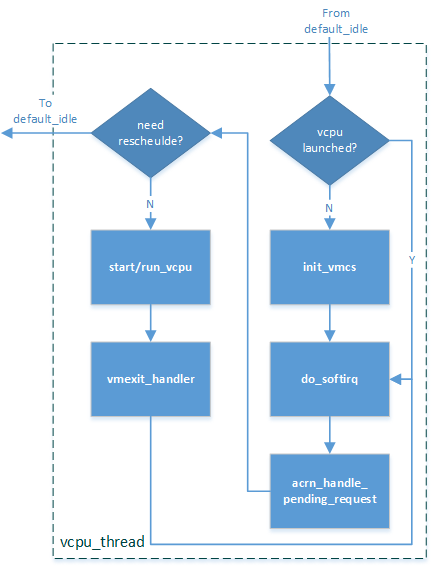 From
default_idle
To
default_idle
need
rescheulde?
vcpu
launched?
N
N
Y
start/run_vcpu
init_vmcs
vmexit_handler
do_softirq
acrn_handle_
pending_request
vcpu_thread